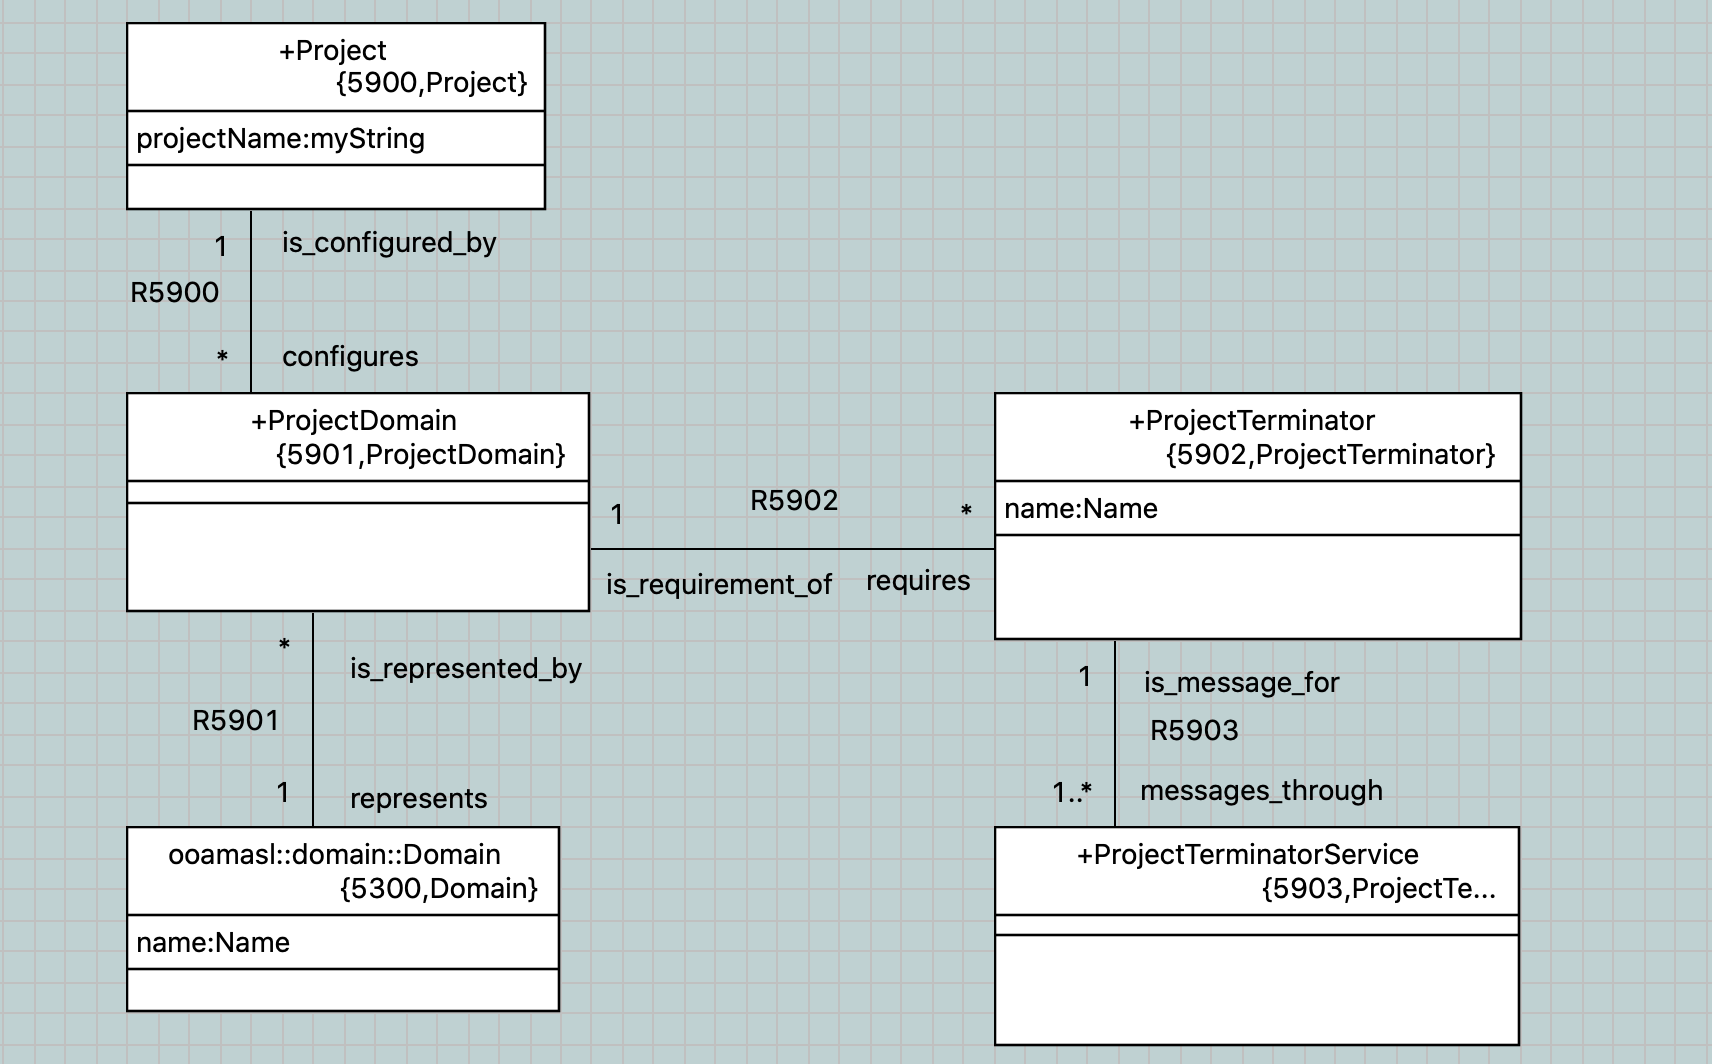 +Project
{5900,Project}
projectName:myString
1
is_configured_by
R5900
*
configures
+ProjectDomain
{5901,ProjectDomain}
+ProjectTerminator
{5902,ProjectTerminator}
name:Name
1
R5902
*
is_requirement_of
requires
*
is_represented_by
R5901
1
represents
1
is_message_for
R5903
1..*
messages_through
ooamasl::domain::Domain
{5300,Domain}
name:Name
+ProjectTerminatorService
{5903,ProjectTe...